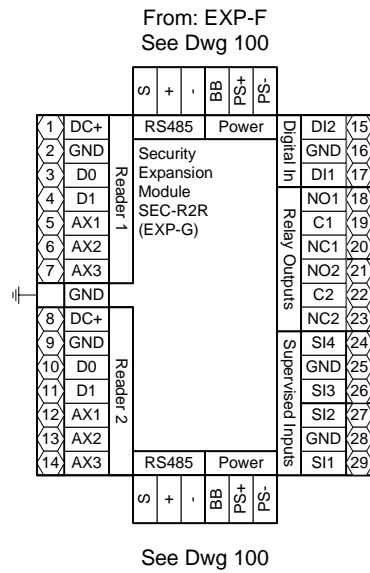 From: EXP-F
See Dwg 100
S + - BB PS+ PS-
RS485 Power
1 DC+
2 GND
3 D0
4 D1
5 AX1
6 AX2
7 AX3
Reader 1
GND
8 DC+
9 GND
10 D0
11 D1
12 AX1
13 AX2
14 AX3
Reader 2
Security
Expansion
Module
SEC-R2R
(EXP-G)
Digital In
DI2 15
GND 16
DI1 17
Relay Outputs
NO1 18
C1 19
NC1 20
NO2 21
C2 22
NC2 23
Supervised Inputs
SI4 24
GND 25
SI3 26
SI2 27
GND 28
SI1 29
RS485 Power
S + - BB PS+ PS-
See Dwg 100